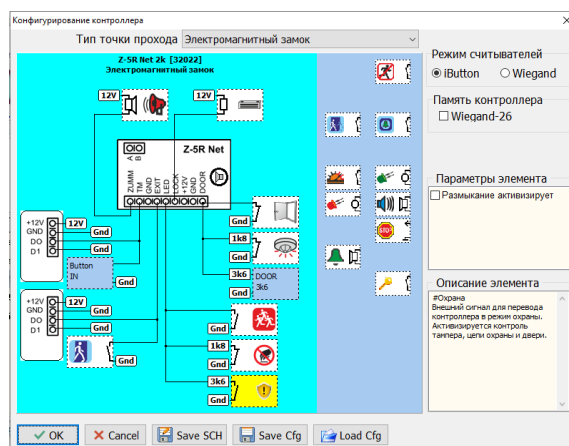 Конфигурирование контроллера
Тип точки прохода
Электромагнитный замок
Z-5R Net 2k [32022]
Электромагнитный замок
12V
12V
A
B
Z-5R Net
ZUMM
TM
GND
EXIT
LED
LOCK
+12V
GND
DOOR
+12V
GND
DO
D1
12V
Gnd
Gnd
Button
IN
Gnd
+12V
GND
DO
D1
12V
Gnd
Gnd
Gnd
Gnd
1k8
Gnd
3k6
Gnd
DOOR
3k6
Gnd
1k8
Gnd
3k6
Gnd
STOP
Режим считывателей
iButton
Wiegand
Память контроллера
Wiegand-26
Параметры элемента
Размыкание активизирует
Описание элемента
#Охрана
Внешний сигнал для перевода
контроллера в режим охраны.
Активизируется контроль
тампера, цепи охраны и двери.
OK
Cancel
Save SCH
Save Cfg
Load Cfg